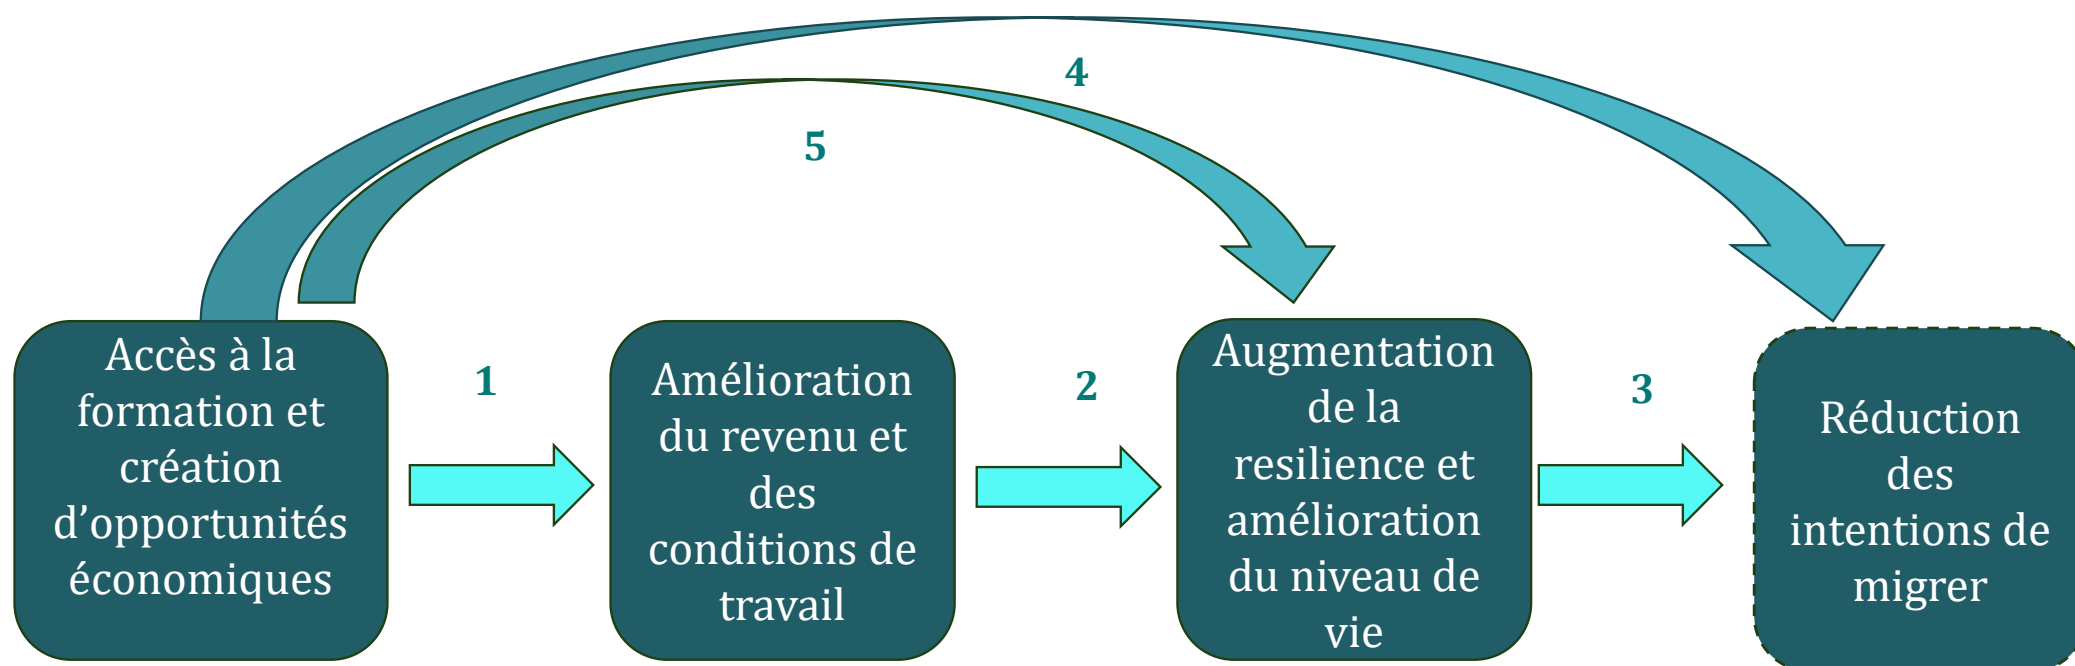 4
5
Accès à la
formation et
création
d’opportunités
économiques
1
Amélioration
du revenu et
des
conditions de
travail
2
Augmentation
de la
resilience et
amélioration
du niveau de
vie
3
Réduction
des
intentions de
migrer